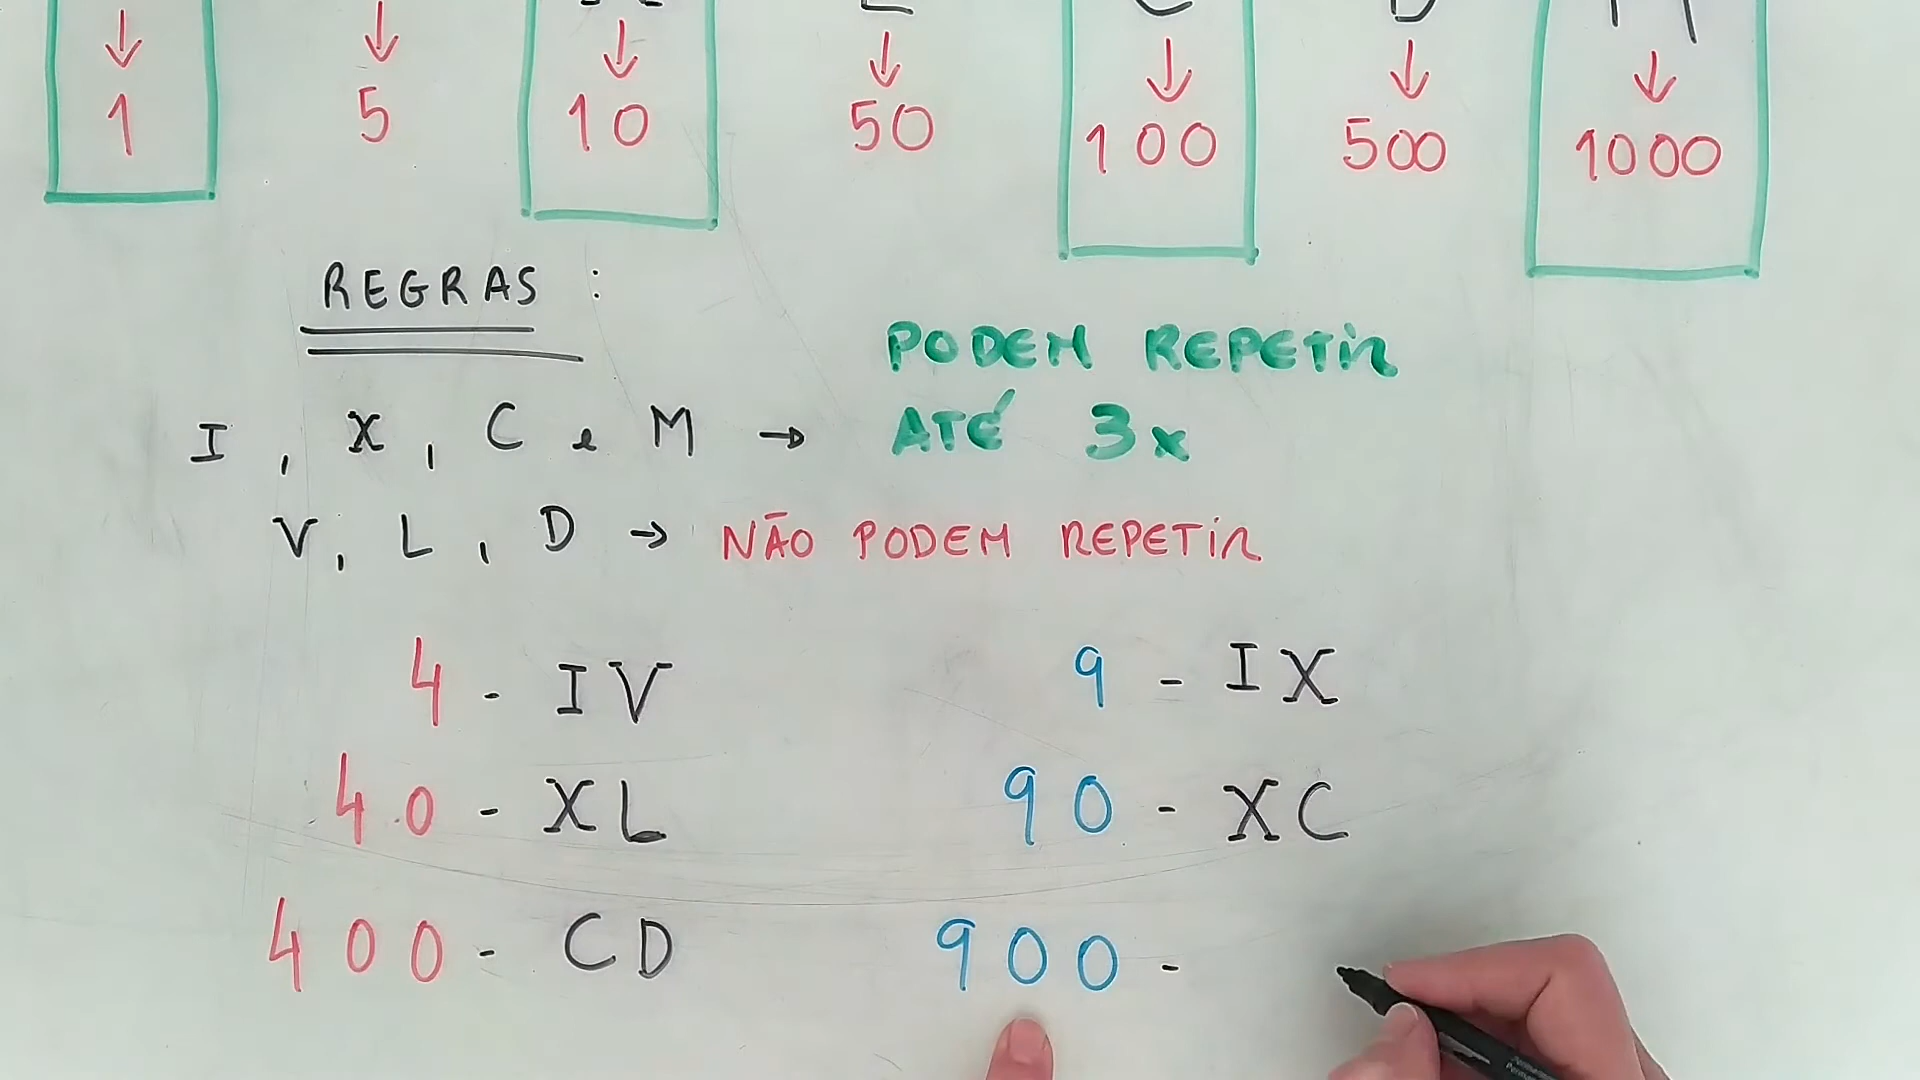 1 5 10 50 100 500 1000
REGRAS :
PODEM REPETIR
I , X , C e M → ATÉ 3x
V, L , D → NÃO PODEM REPETIR
4 - IV 9 - IX
40 - XL 90 - XC
400 - CD 900 -